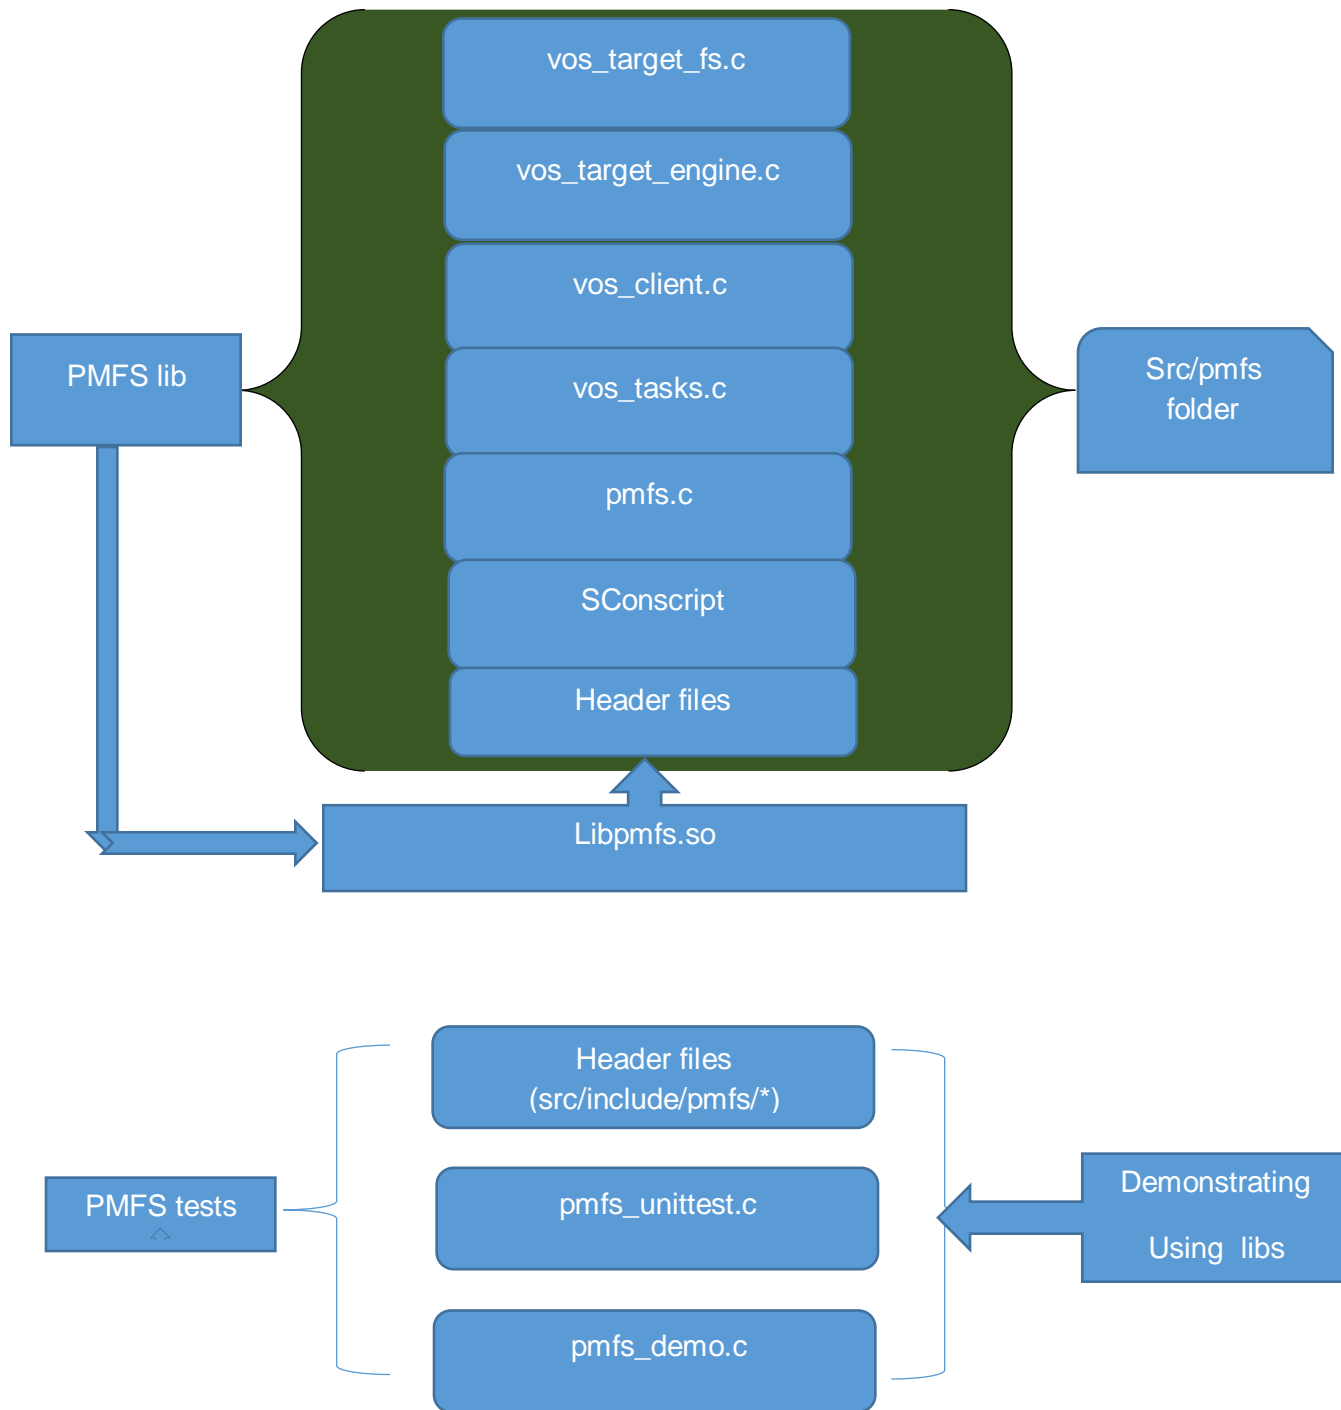 vos_target_fs.c
vos_target_engine.c
vos_client.c
PMFS lib
vos_tasks.c
Src/pmfs
folder
pmfs.c
SConscript
Header files
Libpmfs.so
Header files
(src/include/pmfs/*)
PMFS tests
pmfs_unittest.c
Demonstrating
Using libs
pmfs_demo.c